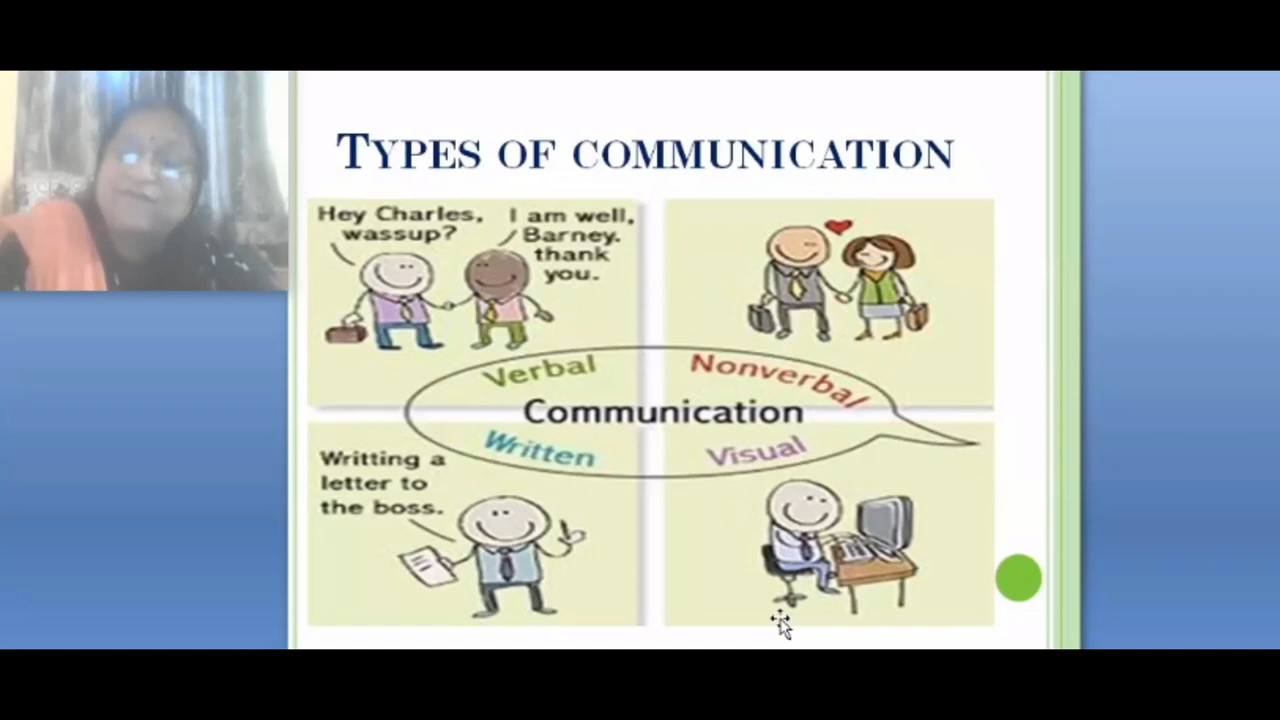 TYPES OF COMMUNICATION
Hey Charles,
wassup?
I am well,
Barney.
thank
you.
Verbal
Nonverbal
Communication
Written
Visual
Writting a
letter to
the boss.